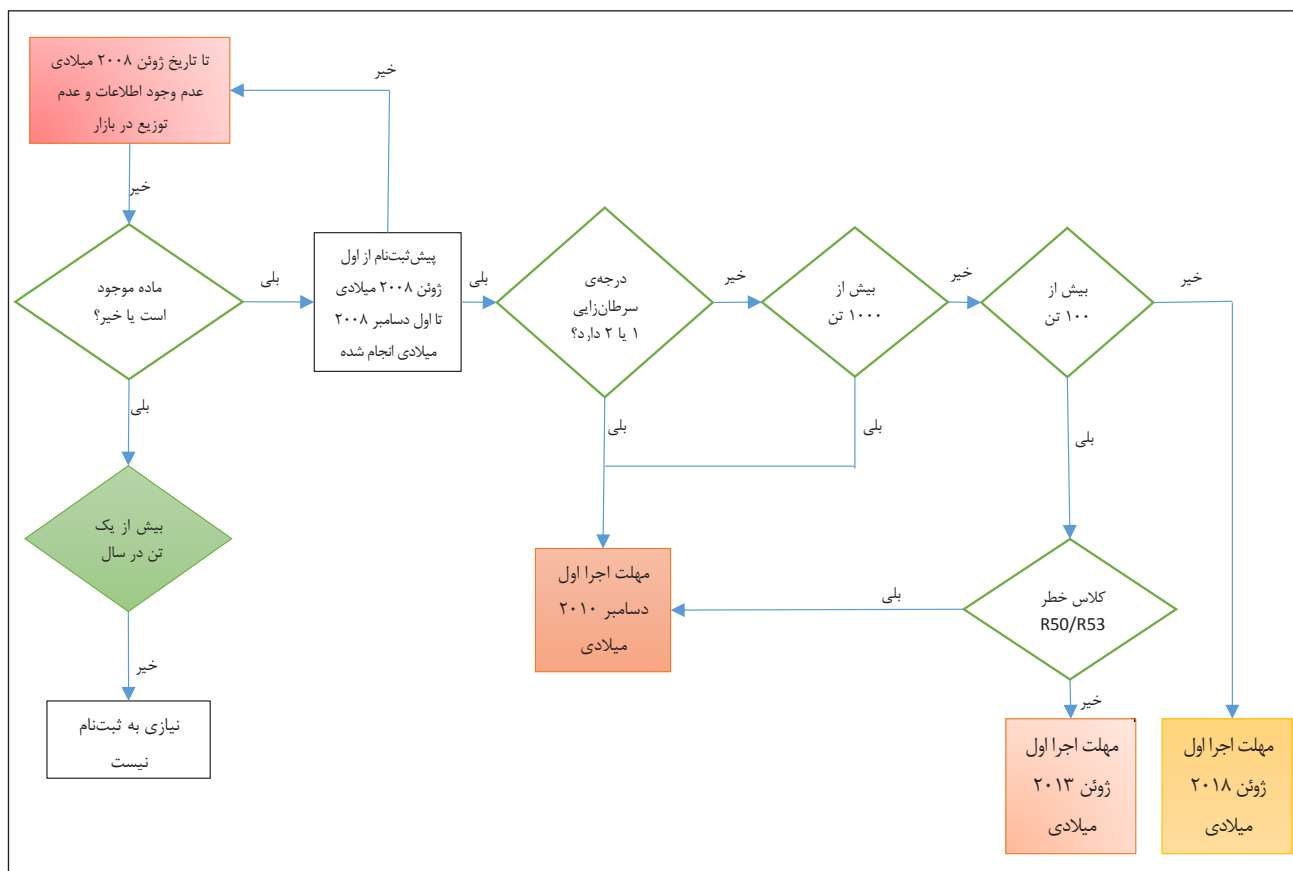 تا تاریخ ژوئن ۲۰۰۸ میلادی
عدم وجود اطلاعات و عدم
توزیع در بازار
خیر
خیر
ماده موجود
است یا خیر؟
بلی
پیش‌ثبت‌نام از اول
ژوئن ۲۰۰۸ میلادی
تا اول دسامبر ۲۰۰۸
میلادی انجام شده
بلی
درجه‌ی
سرطان‌زایی
۱ یا ۲ دارد؟
خیر
بیش از
۱۰۰۰ تن
خیر
بیش از
۱۰۰ تن
خیر
بلی
بلی
بلی
بلی
بیش از یک
تن در سال
خیر
نیازی به ثبت‌نام
نیست
مهلت اجرا اول
دسامبر ۲۰۱۰
میلادی
بلی
کلاس خطر
R50/R53
خیر
مهلت اجرا اول
ژوئن ۲۰۱۳
میلادی
مهلت اجرا اول
ژوئن ۲۰۱۸
میلادی